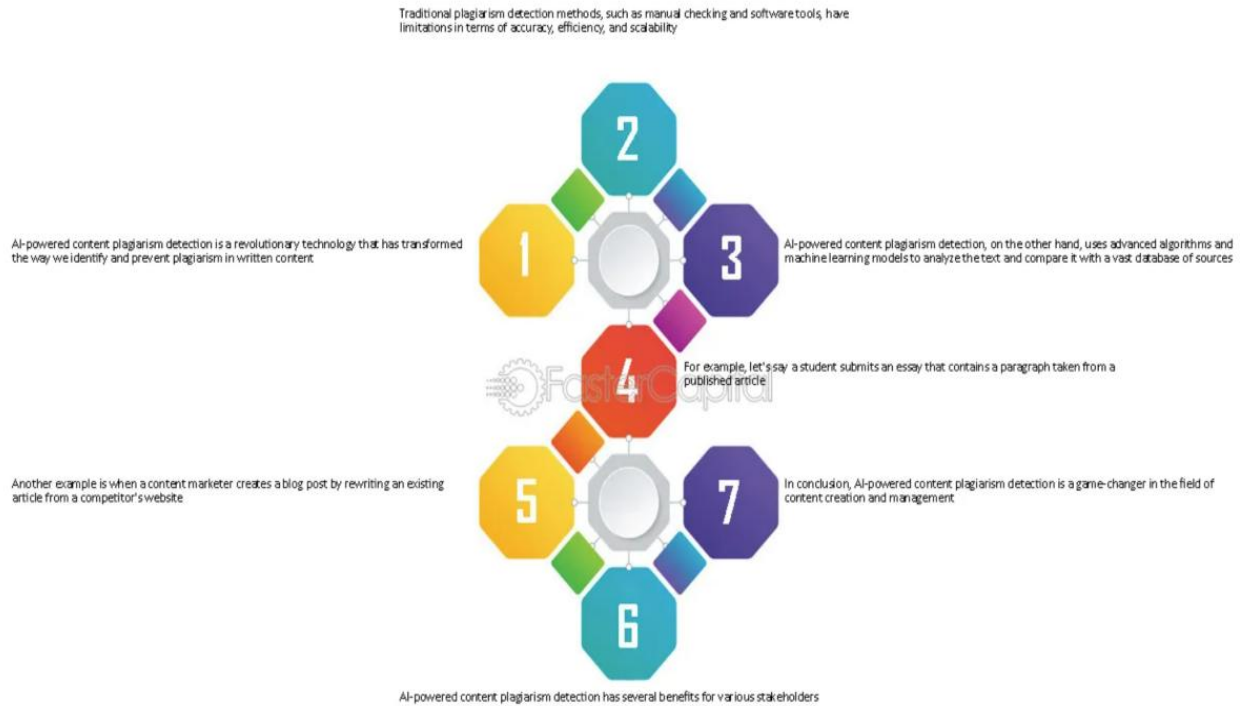 Traditional plagiarism detection methods, such as manual checking and software tools, have
limitations in terms of accuracy, efficiency, and scalability
2
1
AI-powered content plagiarism detection is a revolutionary technology that has transformed
the way we identify and prevent plagiarism in written content
3
AI-powered content plagiarism detection, on the other hand, uses advanced algorithms and
machine learning models to analyze the text and compare it with a vast database of sources
4
For example, let's say a student submits an essay that contains a paragraph taken from a
published article
FasterCapital
5
Another example is when a content marketer creates a blog post by rewriting an existing
article from a competitor's website
7
In conclusion, AI-powered content plagiarism detection is a game-changer in the field of
content creation and management
6
AI-powered content plagiarism detection has several benefits for various stakeholders